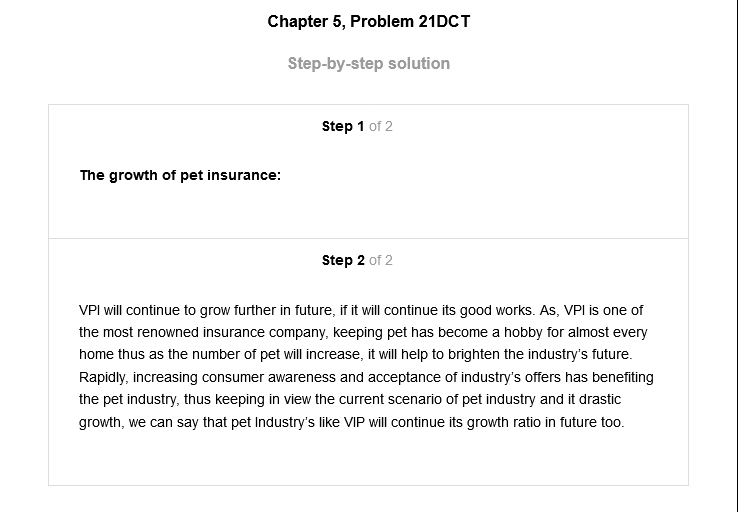 Chapter 5, Problem 21DCT
Step-by-step solution
Step 1 of 2
The growth of pet insurance:
Step 2 of 2
VPI will continue to grow further in future, if it will continue its good works. As, VPI is one of
the most renowned insurance company, keeping pet has become a hobby for almost every
home thus as the number of pet will increase, it will help to brighten the industry's future.
Rapidly, increasing consumer awareness and acceptance of industry's offers has benefiting
the pet industry, thus keeping in view the current scenario of pet industry and it drastic
growth, we can say that pet Industry's like VIP will continue its growth ratio in future too.